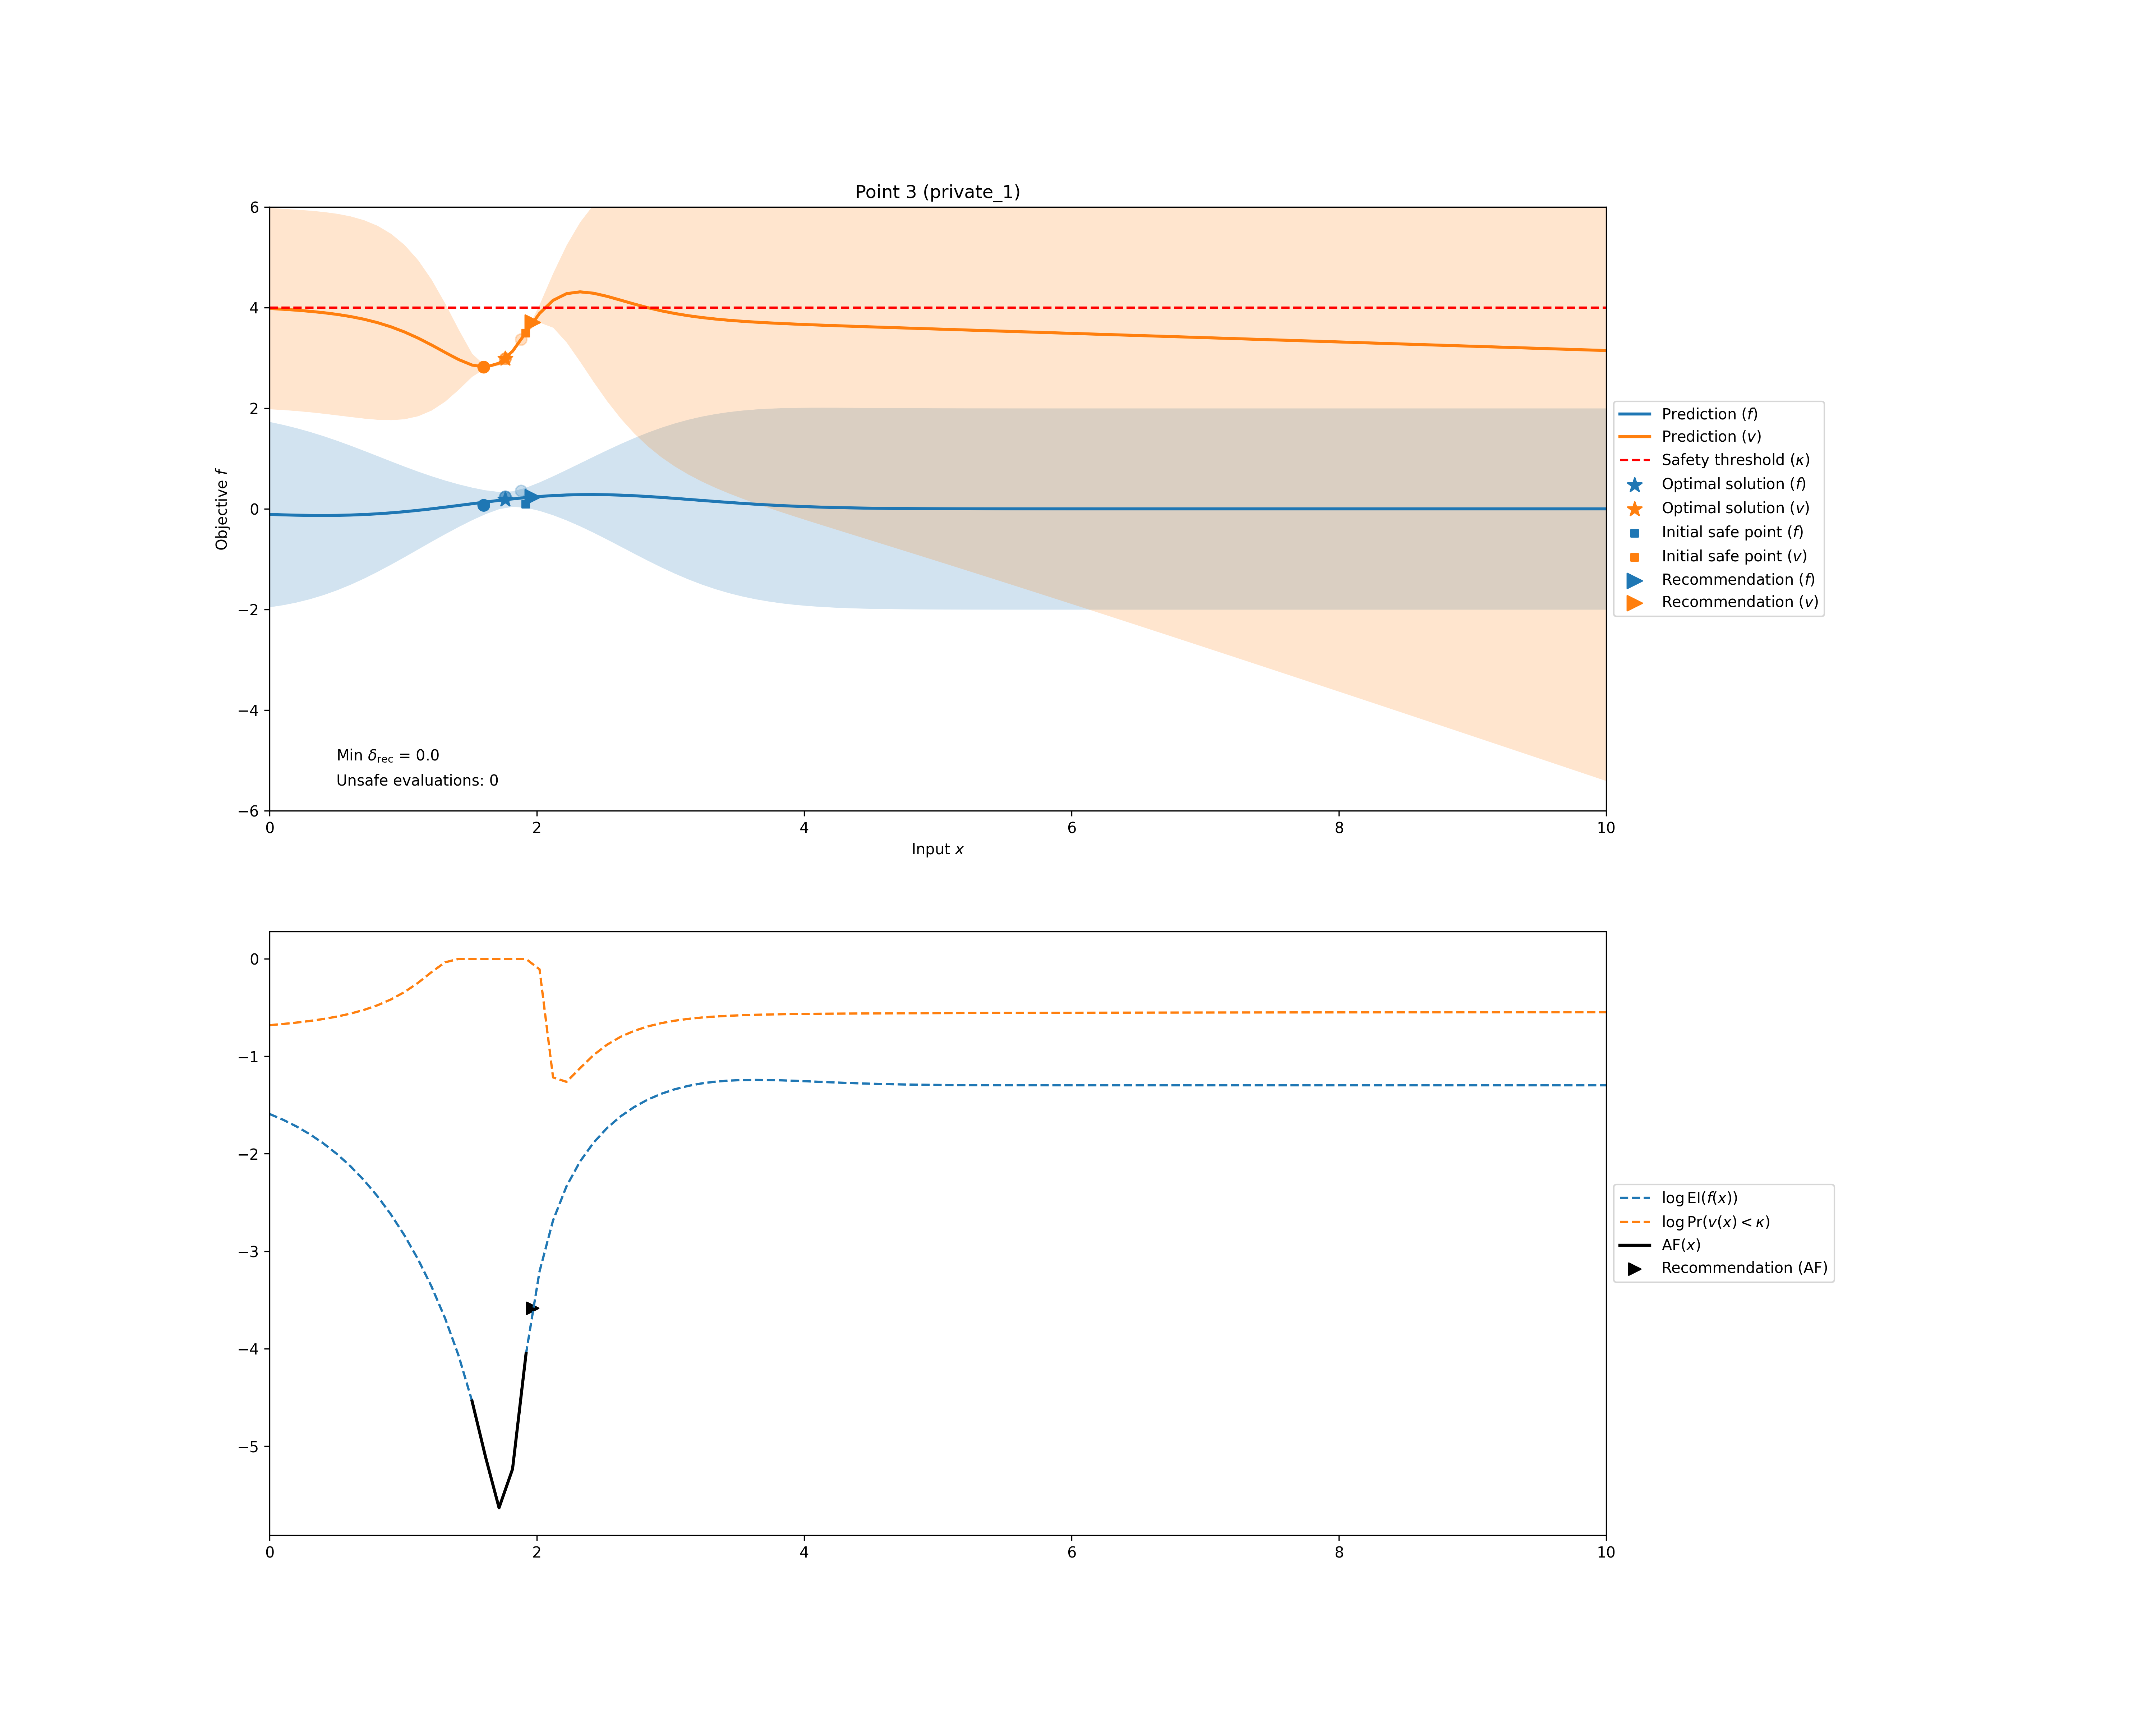 Point 3 (private_1)
6
4
2
0
−2
−4
−6
Objective f
Min δrec = 0.0
Unsafe evaluations: 0
0 2 4 6 8 10
Input x
Prediction (f)
Prediction (v)
Safety threshold (κ)
Optimal solution (f)
Optimal solution (v)
Initial safe point (f)
Initial safe point (v)
Recommendation (f)
Recommendation (v)
0
−1
−2
−3
−4
−5
0 2 4 6 8 10
log EI(f(x))
log Pr(v(x) < κ)
AF(x)
Recommendation (AF)